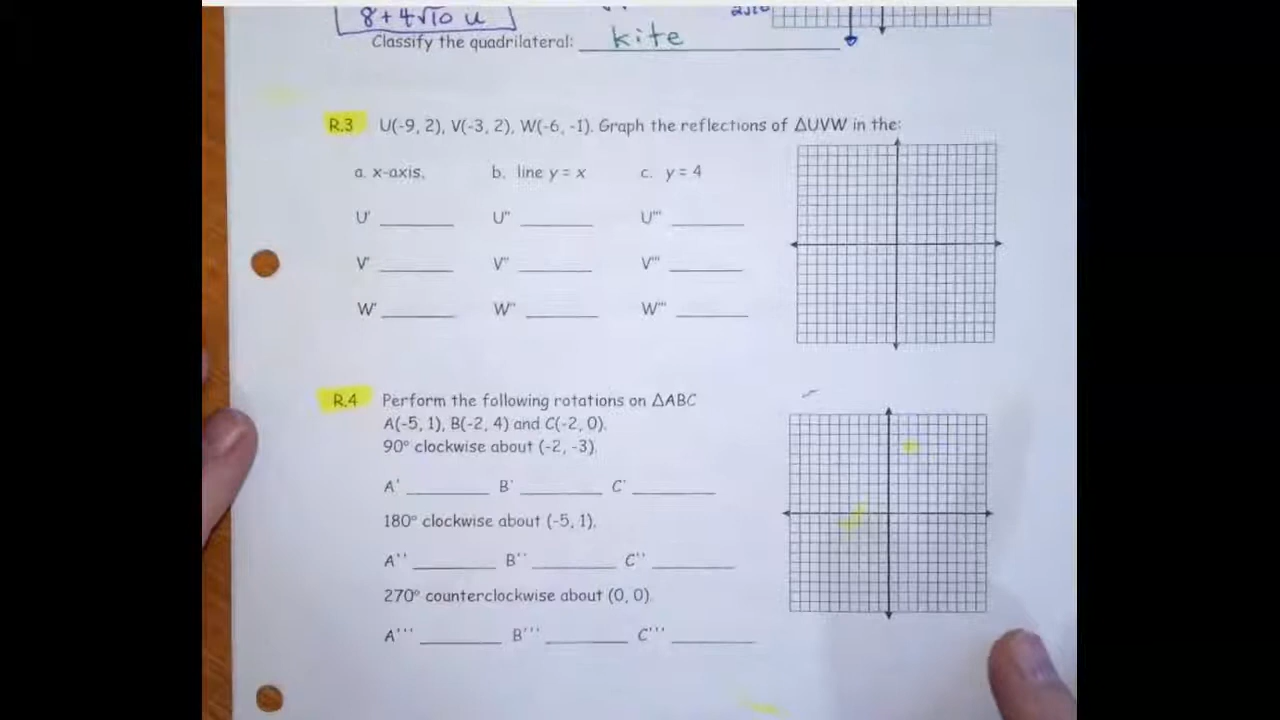 8 + 4√10 u
Classify the quadrilateral: kite
R.3 U(-9, 2), V(-3, 2), W(-6, -1). Graph the reflections of ΔUVW in the:
a. x-axis. b. line y = x c. y = 4
U' U'' U'''
V' V'' V'''
W' W'' W'''
R.4 Perform the following rotations on ΔABC
A(-5, 1), B(-2, 4) and C(-2, 0).
90° clockwise about (-2, -3).
A' B' C'
180° clockwise about (-5, 1).
A'' B'' C''
270° counterclockwise about (0, 0).
A''' B''' C'''